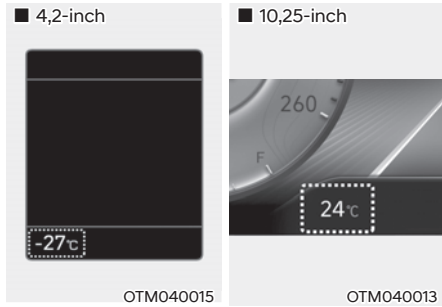 ■ 4,2-inch
-27℃
OTM040015
■ 10,25-inch
260
F
24℃
OTM040013